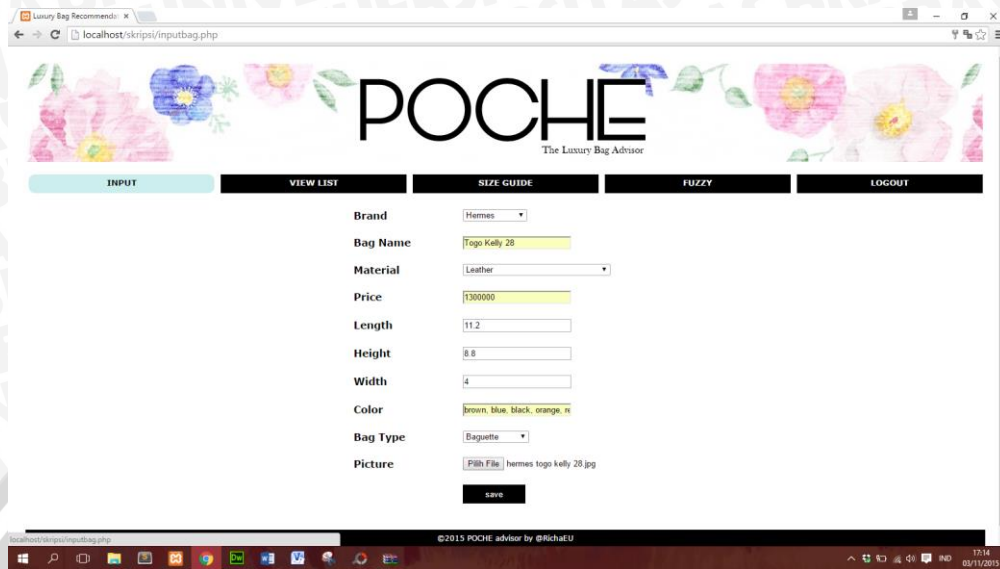 Luxury Bag Recommenda
localhost/skripsi/inputbag.php
POCHE
The Luxury Bag Advisor
INPUT VIEW LIST SIZE GUIDE FUZZY LOGOUT
Brand Hermes
Bag Name Togo Kelly 28
Material Leather
Price 1300000
Length 11.2
Height 8.8
Width 4
Color brown, blue, black, orange, re
Bag Type Baguette
Picture Pilih File hermes togo kelly 28.jpg
save
©2015 POCHE advisor by @RichaEU
localhost/skripsi/inputbag.php
IND 17:14
03/11/2015